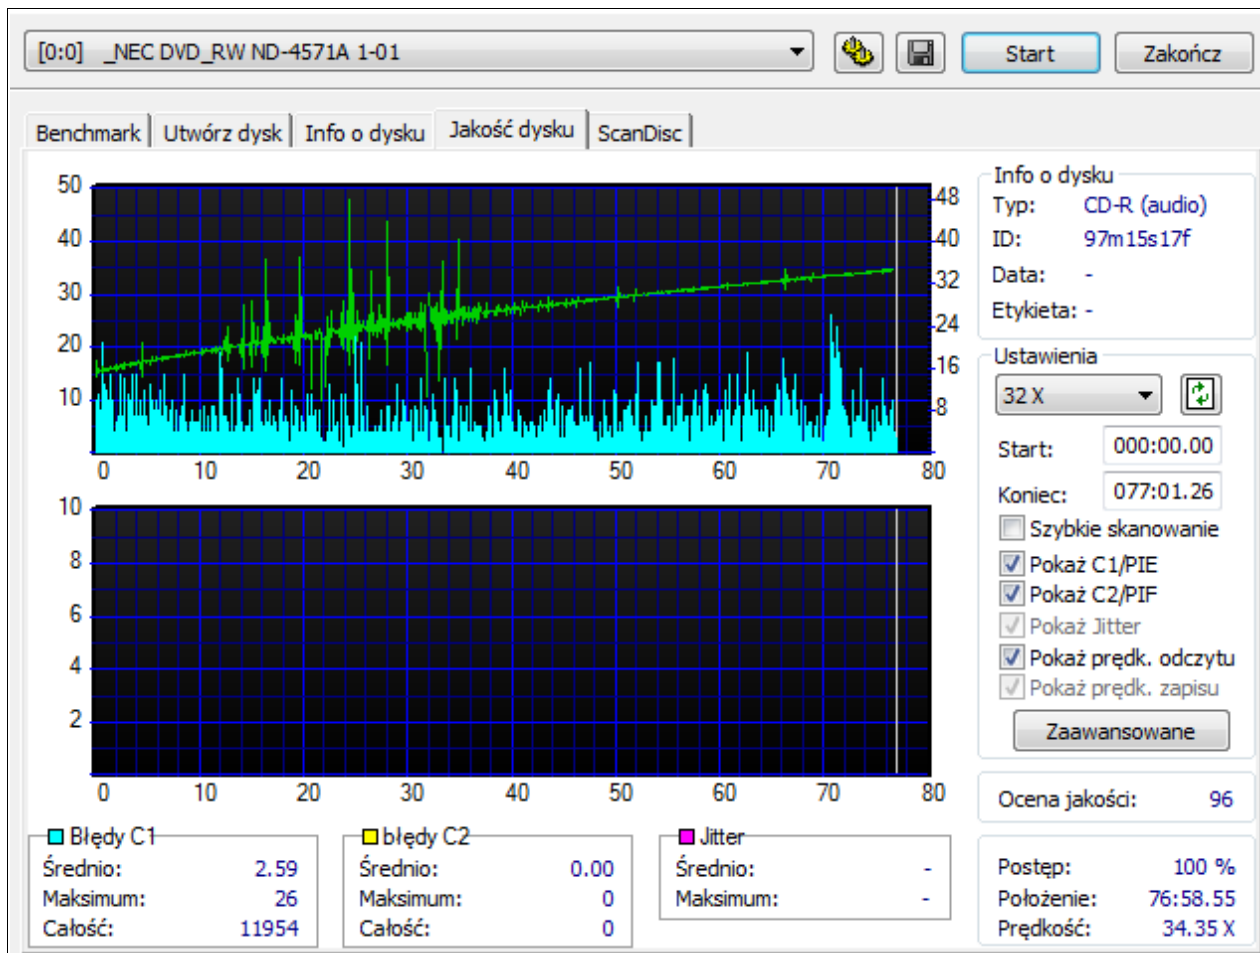 [0:0] _NEC DVD_RW ND-4571A 1-01
Start
Zakończ
Benchmark
Utwórz dysk
Info o dysku
Jakość dysku
ScanDisc
50
40
30
20
10
48
40
32
24
16
8
0 10 20 30 40 50 60 70 80
10
8
6
4
2
0 10 20 30 40 50 60 70 80
Błędy C1
Średnio: 2.59
Maksimum: 26
Całość: 11954
błędy C2
Średnio: 0.00
Maksimum: 0
Całość: 0
Jitter
Średnio: -
Maksimum: -
Info o dysku
Typ: CD-R (audio)
ID: 97m15s17f
Data: -
Etykieta: -
Ustawienia
32 X
Start: 000:00.00
Koniec: 077:01.26
Szybkie skanowanie
Pokaż C1/PIE
Pokaż C2/PIF
Pokaż Jitter
Pokaż prędk. odczytu
Pokaż prędk. zapisu
Zaawansowane
Ocena jakości: 96
Postęp: 100 %
Położenie: 76:58.55
Prędkość: 34.35 X